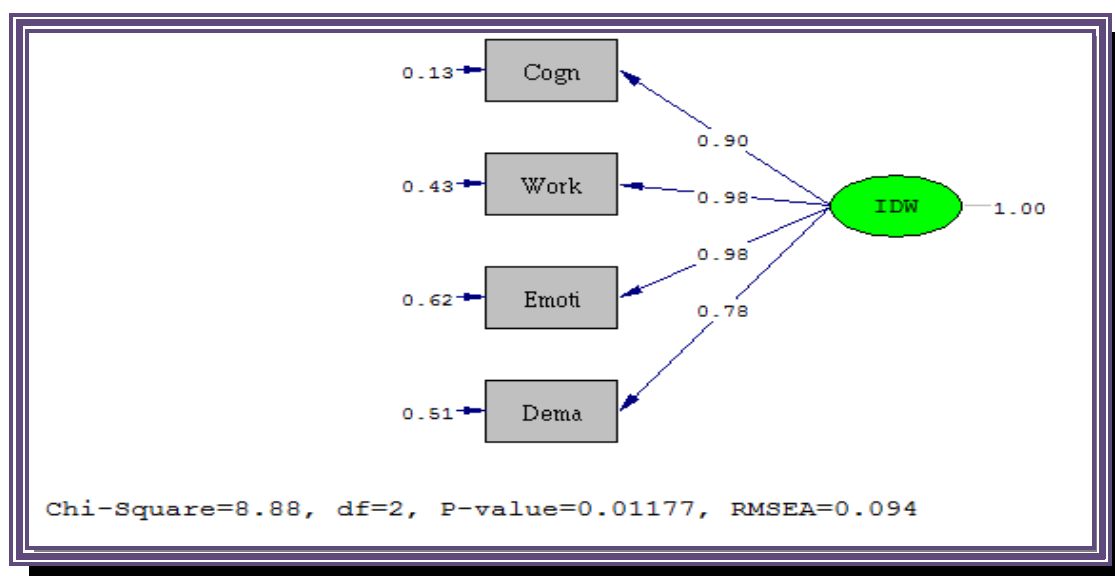 0.13 Cogn
0.90
0.43 Work
0.98
IDW 1.00
0.98
0.62 Emoti
0.78
0.51 Dema
Chi-Square=8.88, df=2, P-value=0.01177, RMSEA=0.094